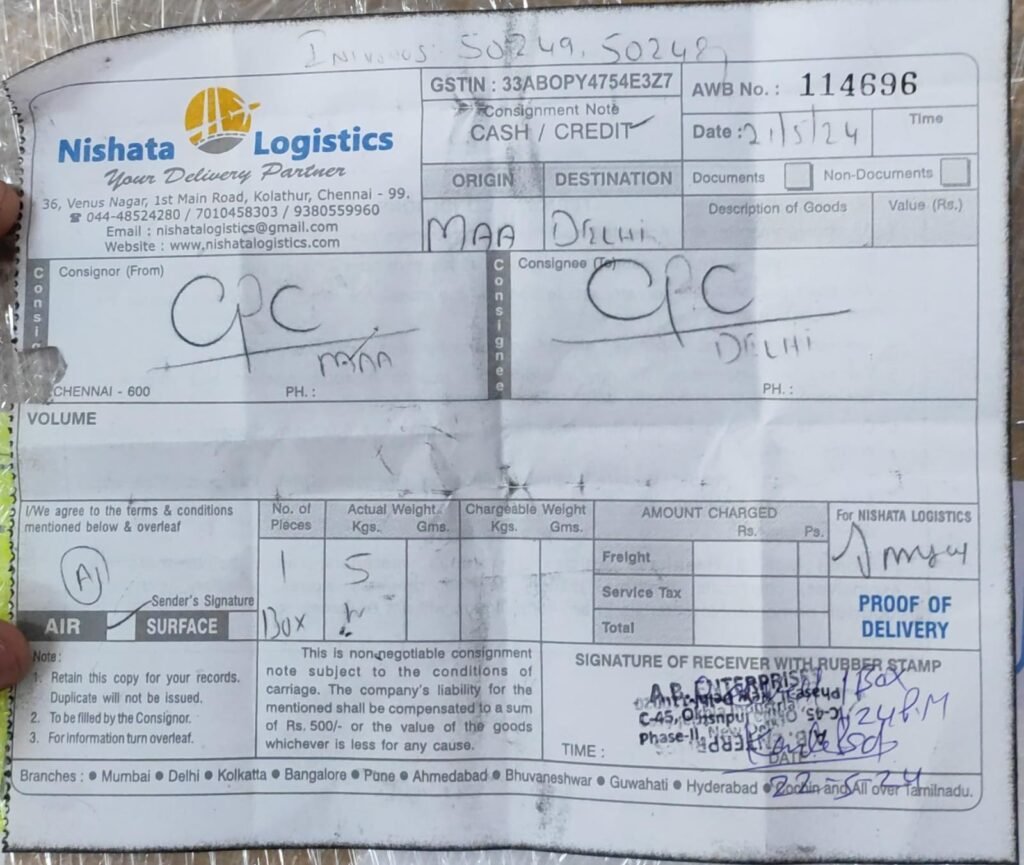 50249, 50248
GSTIN : 33ABOPY4754E3Z7
AWB No. : 114696
Consignment Note
CASH / CREDIT
Date : 21/5/24
Time
Nishata Logistics
Your Delivery Partner
36, Venus Nagar, 1st Main Road, Kolathur, Chennai - 99.
☎ 044-48524280 / 7010458303 / 9380559960
Email : nishatalogistics@gmail.com
Website : www.nishatalogistics.com
ORIGIN
DESTINATION
Documents
Non-Documents
MAA
DELHI
Description of Goods
Value (Rs.)
Consignor (From)
CPC
MAA
CHENNAI - 600
PH. :
Consignee
Consignee (To)
CPC
DELHI
PH. :
VOLUME
I/We agree to the terms & conditions
mentioned below & overleaf
Sender's Signature
AIR
SURFACE
No. of
Pieces
1
Box
Actual Weight
Kgs. Gms.
5
Chargeable Weight
Kgs. Gms.
AMOUNT CHARGED
Rs. Ps.
Freight
Service Tax
Total
For NISHATA LOGISTICS
PROOF OF
DELIVERY
Note :
1. Retain this copy for your records.
Duplicate will not be issued.
2. To be filled by the Consignor.
3. For information turn overleaf.
This is non-negotiable consignment
note subject to the conditions of
carriage. The company's liability for the
mentioned shall be compensated to a sum
of Rs. 500/- or the value of the goods
whichever is less for any cause.
SIGNATURE OF RECEIVER WITH RUBBER STAMP
1 Box
C-45,
Phase-II,
TIME :
DATE
22-5-24
Branches : • Mumbai • Delhi • Kolkatta • Bangalore • Pune • Ahmedabad • Bhuvaneshwar • Guwahati • Hyderabad • Cochin and All over Tamilnadu.